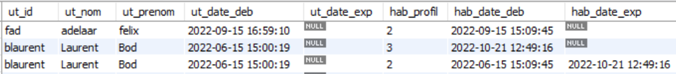 ut_id ut_nom ut_prenom ut_date_deb ut_date_exp hab_profil hab_date_deb hab_date_exp
fad adelaar felix 2022-09-15 16:59:10 NULL 2 2022-09-15 15:09:45 NULL
blaurent Laurent Bod 2022-06-15 15:00:19 NULL 3 2022-10-21 12:49:16 NULL
blaurent Laurent Bod 2022-06-15 15:00:19 NULL 2 2022-06-15 15:09:45 2022-10-21 12:49:16